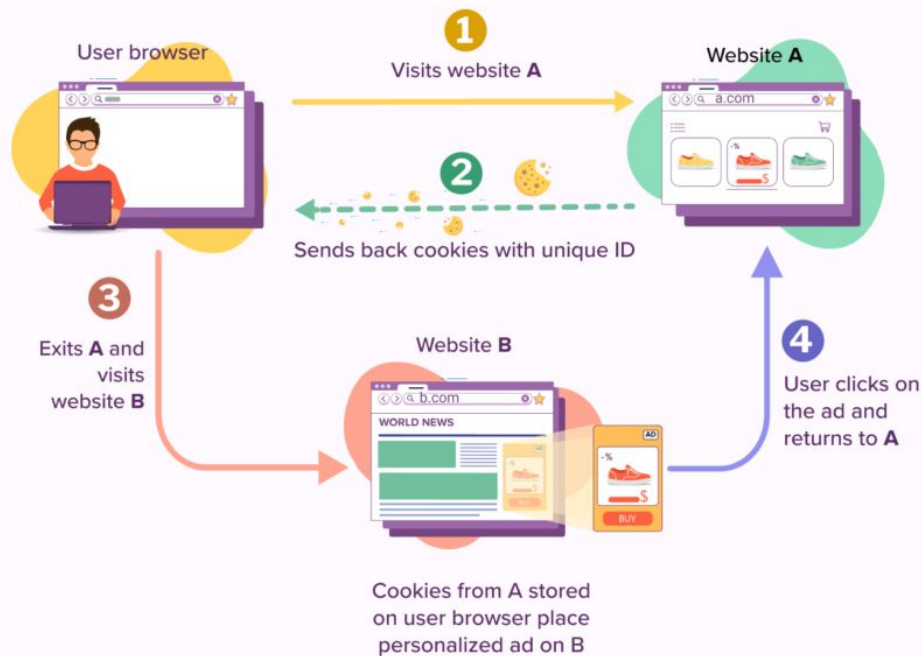 1
User browser
Visits website A
Website A
a.com
-%
$
2
Sends back cookies with unique ID
3
Exits A and
visits
website B
Website B
b.com
WORLD NEWS
-%
$
AD
-%
$
BUY
4
User clicks on
the ad and
returns to A
Cookies from A stored
on user browser place
personalized ad on B